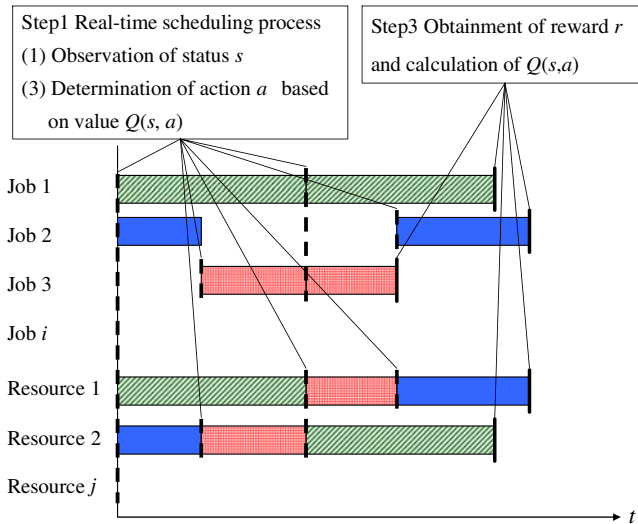 Step1 Real-time scheduling process
(1) Observation of status s
(3) Determination of action a based
on value Q(s, a)
Step3 Obtainment of reward r
and calculation of Q(s,a)
Job 1
Job 2
Job 3
Job i
Resource 1
Resource 2
Resource j
t